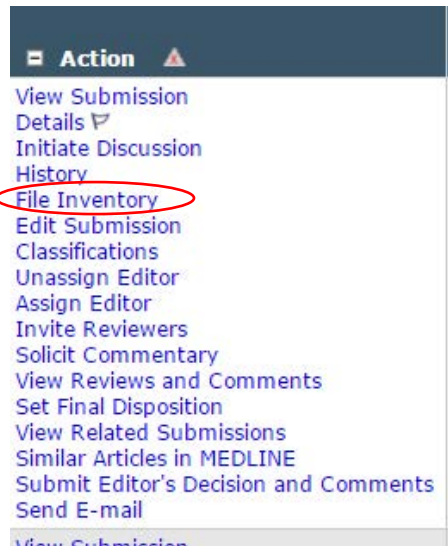 Action
View Submission
Details
Initiate Discussion
History
File Inventory
Edit Submission
Classifications
Unassign Editor
Assign Editor
Invite Reviewers
Solicit Commentary
View Reviews and Comments
Set Final Disposition
View Related Submissions
Similar Articles in MEDLINE
Submit Editor's Decision and Comments
Send E-mail
View Submission